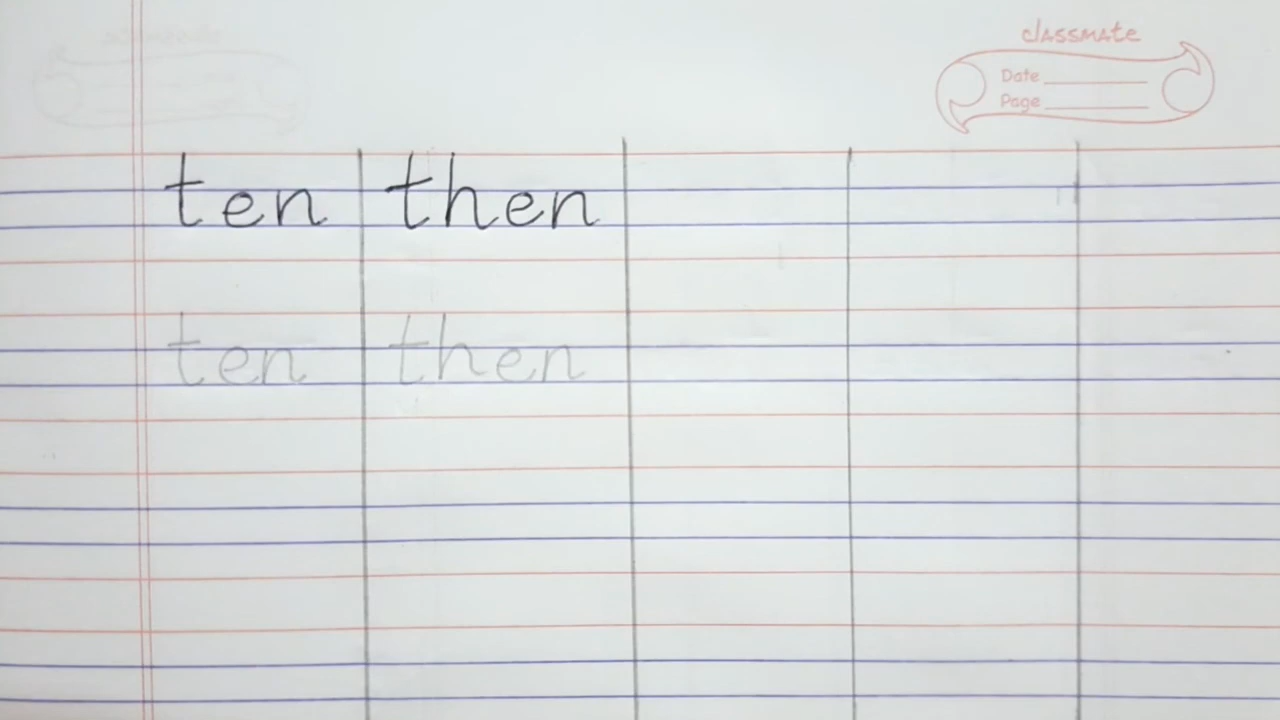 classmate
Date
Page
ten then
ten then